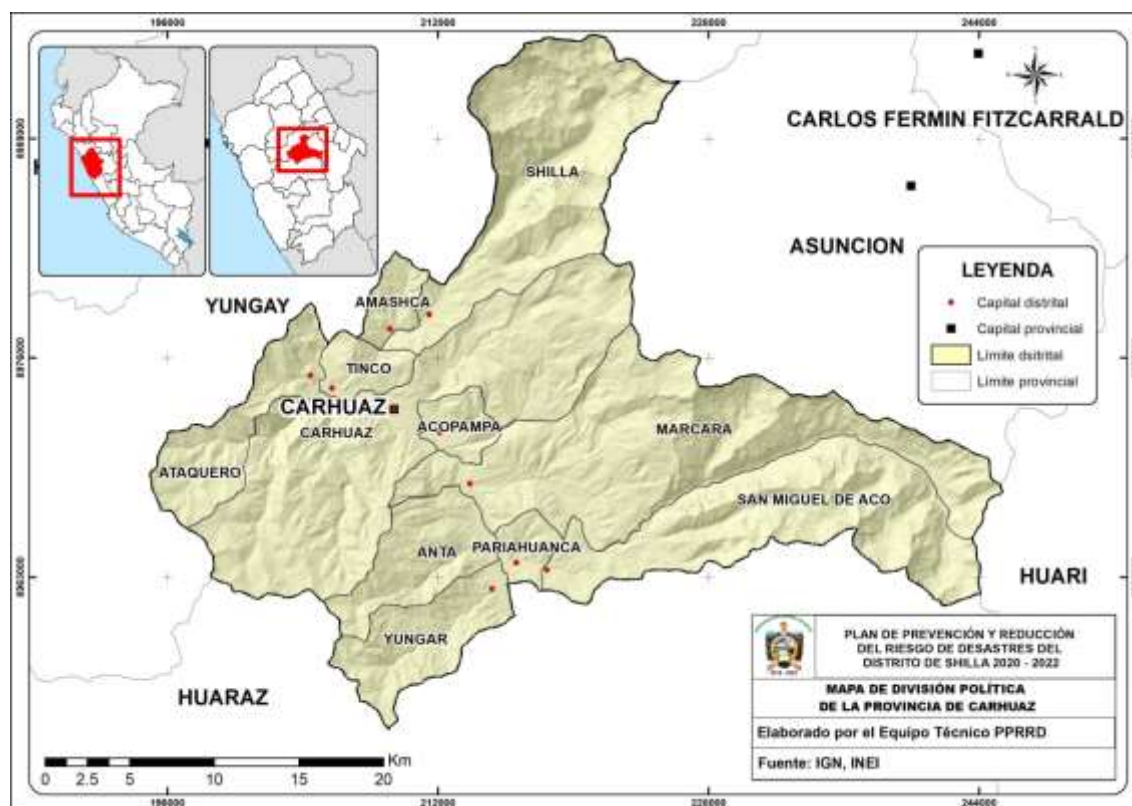 196000 212000 228000 244000
CARLOS FERMIN FITZCARRALD
SHILLA
ASUNCION
LEYENDA
Capital distrital
Capital provincial
Límite dsitrital
Límite provincial
YUNGAY
AMASHCA
TINCO
CARHUAZ
CARHUAZ
ACOPAMPA
MARCARA
ATAQUERO
SAN MIGUEL DE ACO
ANTA
PARIAHUANCA
HUARI
YUNGAR
HUARAZ
PLAN DE PREVENCIÓN Y REDUCCIÓN
DEL RIESGO DE DESASTRES DEL
DISTRITO DE SHILLA 2020 - 2022
MAPA DE DIVISIÓN POLÍTICA
DE LA PROVINCIA DE CARHUAZ
Elaborado por el Equipo Técnico PPRRD
Fuente: IGN, INEI
Km
0 2.5 5 10 15 20
196000 212000 228000 244000